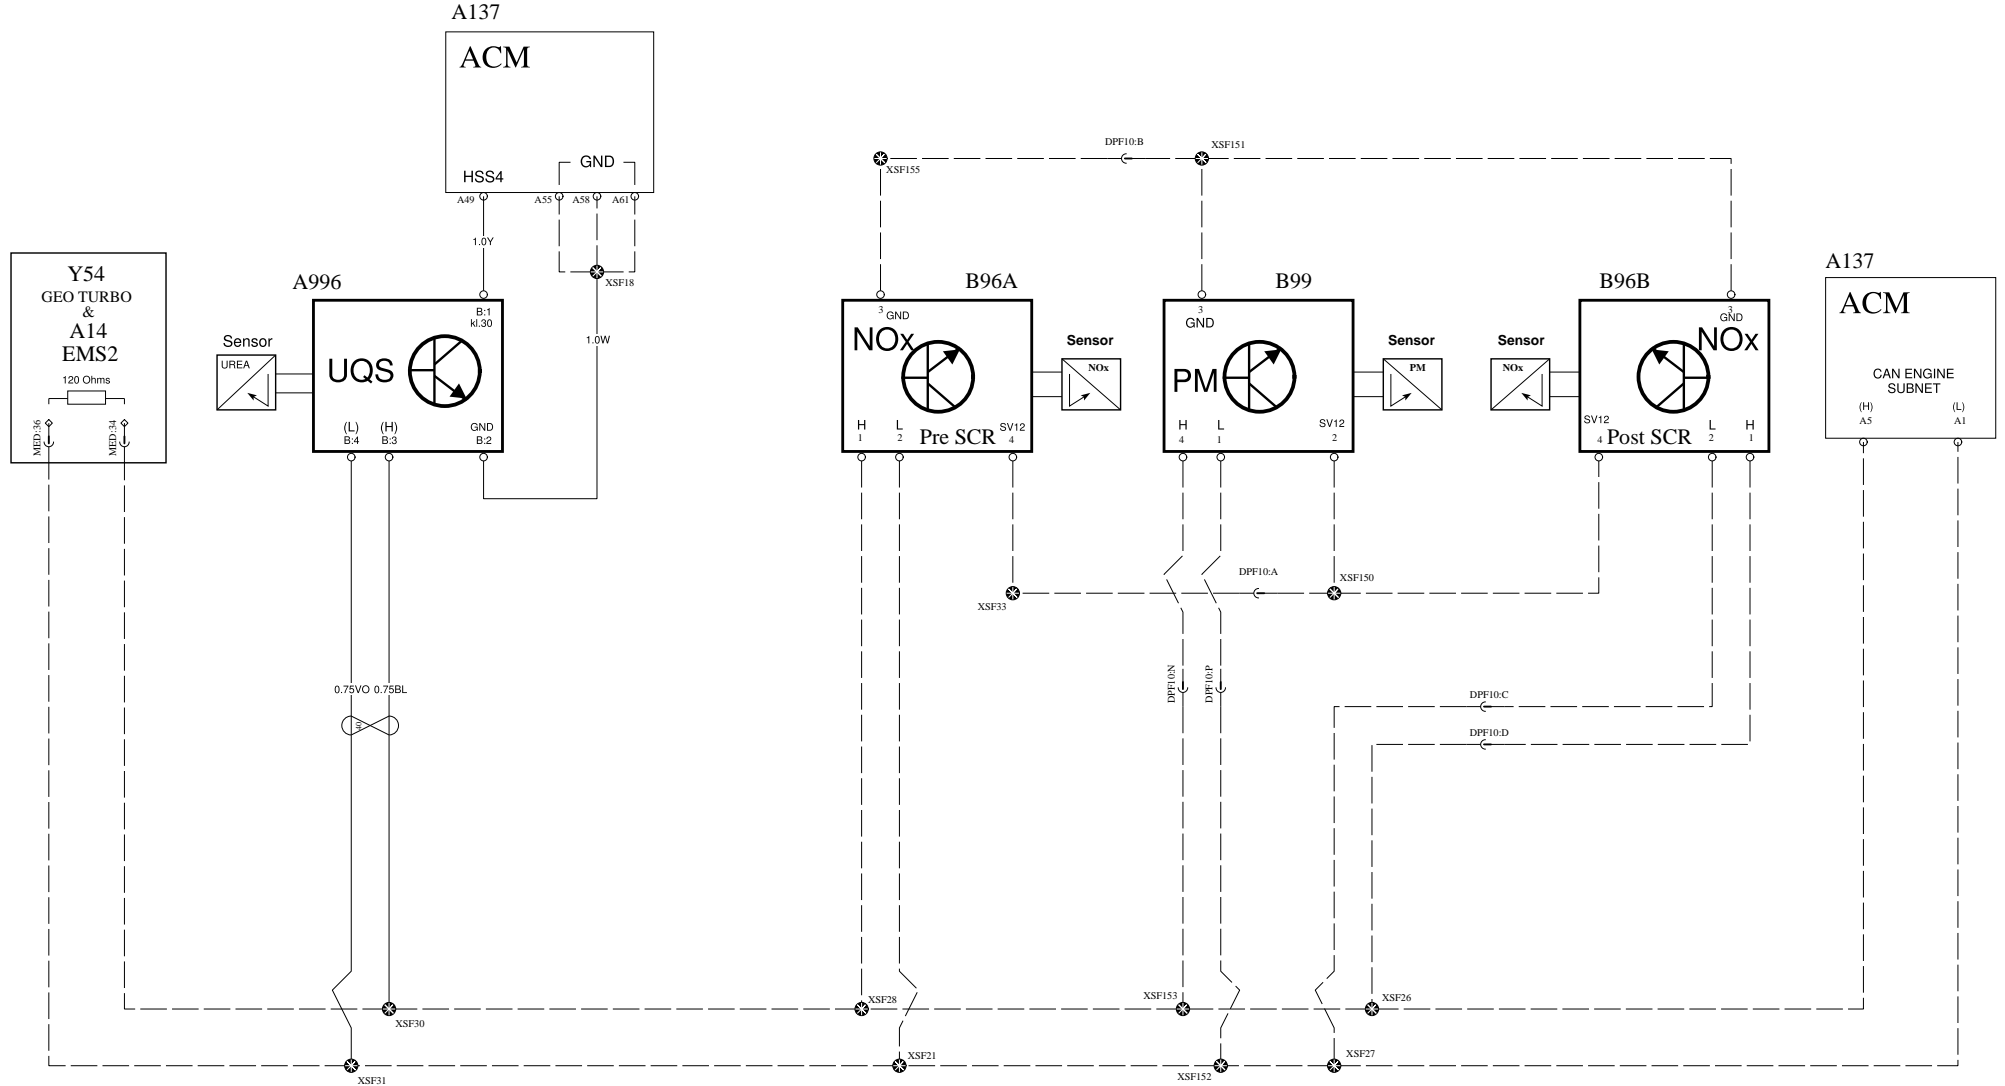 A137
ACM
GND
HSS4
A49
A55
A58
A61
1.0Y
XSF18
1.0W
Y54
GEO TURBO
&
A14
EMS2
120 Ohms
MED:36
MED:34
A996
B:1
kl.30
Sensor
UREA
UQS
(L)
B:4
(H)
B:3
GND
B:2
0.75VO
0.75BL
40
XSF30
XSF31
DPF10:B
XSF151
XSF155
B96A
3
GND
NOx
H
1
L
2
Pre SCR
SV12
4
Sensor
NOx
B99
3
GND
PM
H
4
L
1
SV12
2
Sensor
PM
B96B
3
GND
NOx
Sensor
NOx
SV12
4
Post SCR
L
2
H
1
A137
ACM
CAN ENGINE
SUBNET
(H)
A5
(L)
A1
XSF33
DPF10:A
XSF150
DPF10:N
DPF10:P
DPF10:C
DPF10:D
XSF28
XSF153
XSF26
XSF21
XSF152
XSF27